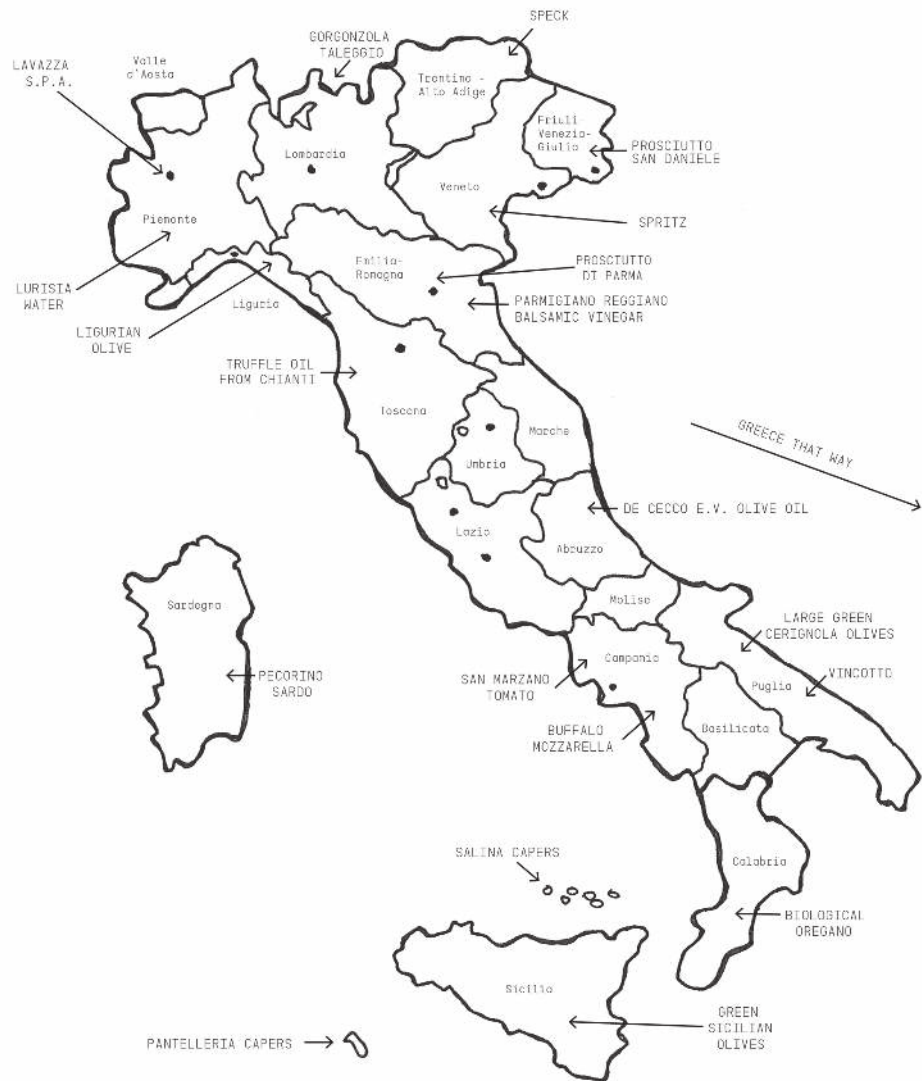 SPECK
GORGONZOLA
TALEGGIO
LAVAZZA
S.P.A.
Valle
d'Aosta
Trentino -
Alto Adige
Friuli
Venezia-
Giulia
PROSCIUTTO
SAN DANIELE
Lombardia
Veneto
SPRITZ
Piemonte
Emilia-
Romagna
PROSCIUTTO
DI PARMA
LURISIA
WATER
Liguria
PARMIGIANO REGGIANO
BALSAMIC VINEGAR
LIGURIAN
OLIVE
TRUFFLE OIL
FROM CHIANTI
Toscana
Marche
GREECE THAT WAY
Umbria
DE CECCO E.V. OLIVE OIL
Lazio
Abruzzo
Molise
Sardegna
LARGE GREEN
CERIGNOLA OLIVES
Campania
PECORINO
SARDO
SAN MARZANO
TOMATO
Puglia
VINCOTTO
BUFFALO
MOZZARELLA
Basilicata
SALINA CAPERS
Calabria
BIOLOGICAL
OREGANO
Sicilia
GREEN
SICILIAN
OLIVES
PANTELLERIA CAPERS